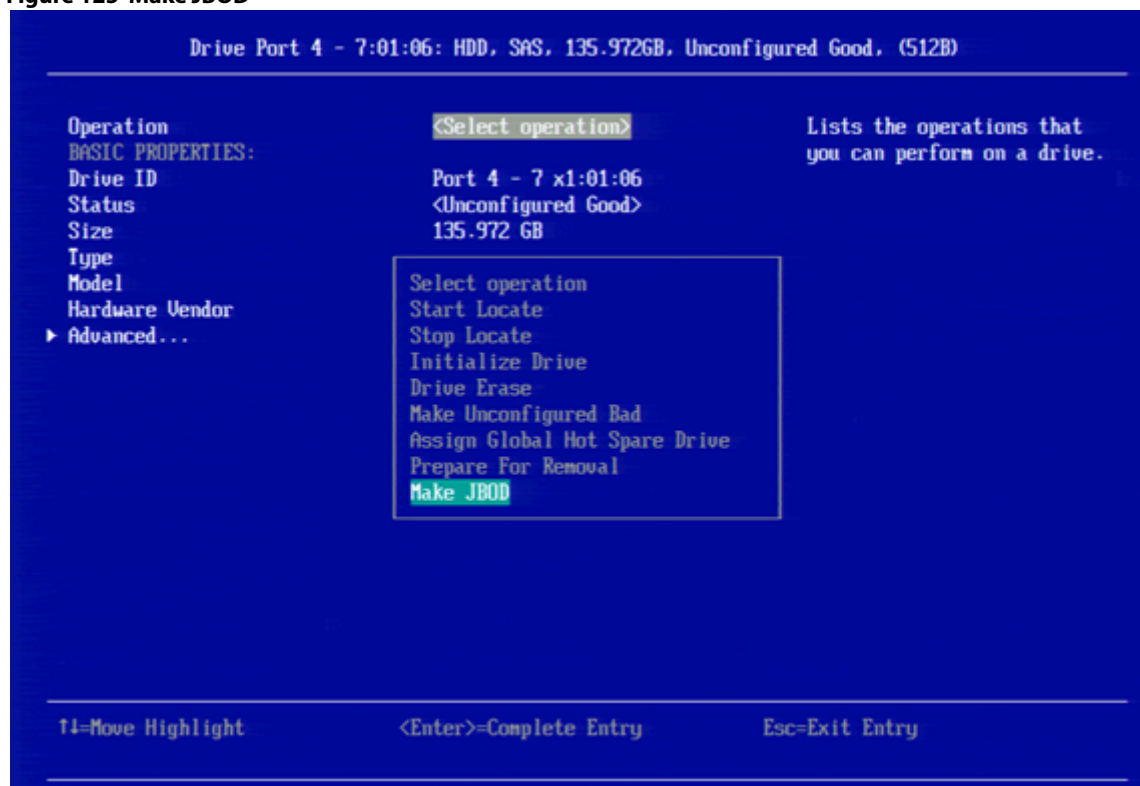 Drive Port 4 - 7:01:06: HDD, SAS, 135.972GB, Unconfigured Good, (512B)
Operation <Select operation> Lists the operations that
BASIC PROPERTIES: you can perform on a drive.
Drive ID Port 4 - 7 x1:01:06
Status <Unconfigured Good>
Size 135.972 GB
Type
Model
Hardware Vendor
► Advanced...
Select operation
Start Locate
Stop Locate
Initialize Drive
Drive Erase
Make Unconfigured Bad
Assign Global Hot Spare Drive
Prepare For Removal
Make JBOD
↑↓=Move Highlight <Enter>=Complete Entry Esc=Exit Entry